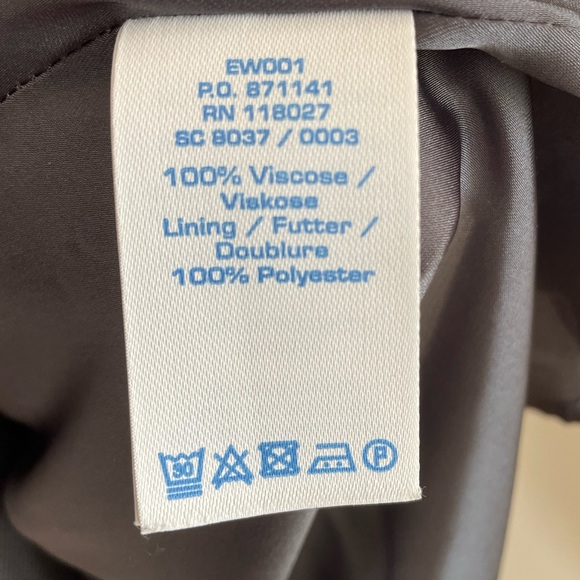 EW001
P.O. 871141
RN 118027
SC 8037 / 0003
100% Viscose /
Viskose
Lining / Futter /
Doublure
100% Polyester
30 P